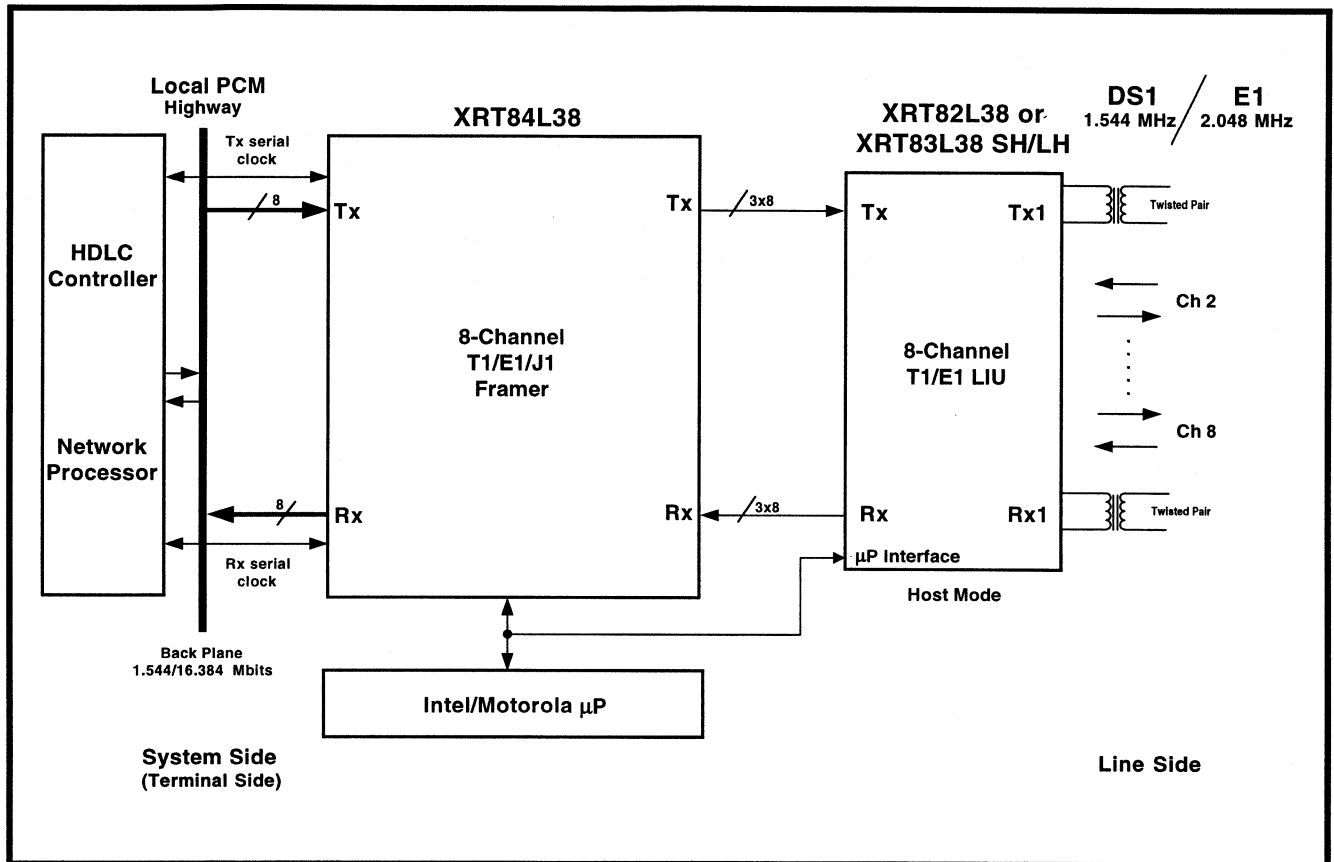 Local PCM
Highway
XRT84L38
XRT82L38 or
XRT83L38 SH/LH
DS1
1.544 MHz
E1
2.048 MHz
Tx serial
clock
8
Tx
Tx
3x8
Tx
Tx1
Twisted Pair
HDLC
Controller
Ch 2
8-Channel
T1/E1/J1
Framer
8-Channel
T1/E1 LIU
Ch 8
Network
Processor
8
Rx
Rx
3x8
Rx
Rx1
Twisted Pair
Rx serial
clock
µP Interface
Host Mode
Back Plane
1.544/16.384 Mbits
Intel/Motorola µP
System Side
(Terminal Side)
Line Side